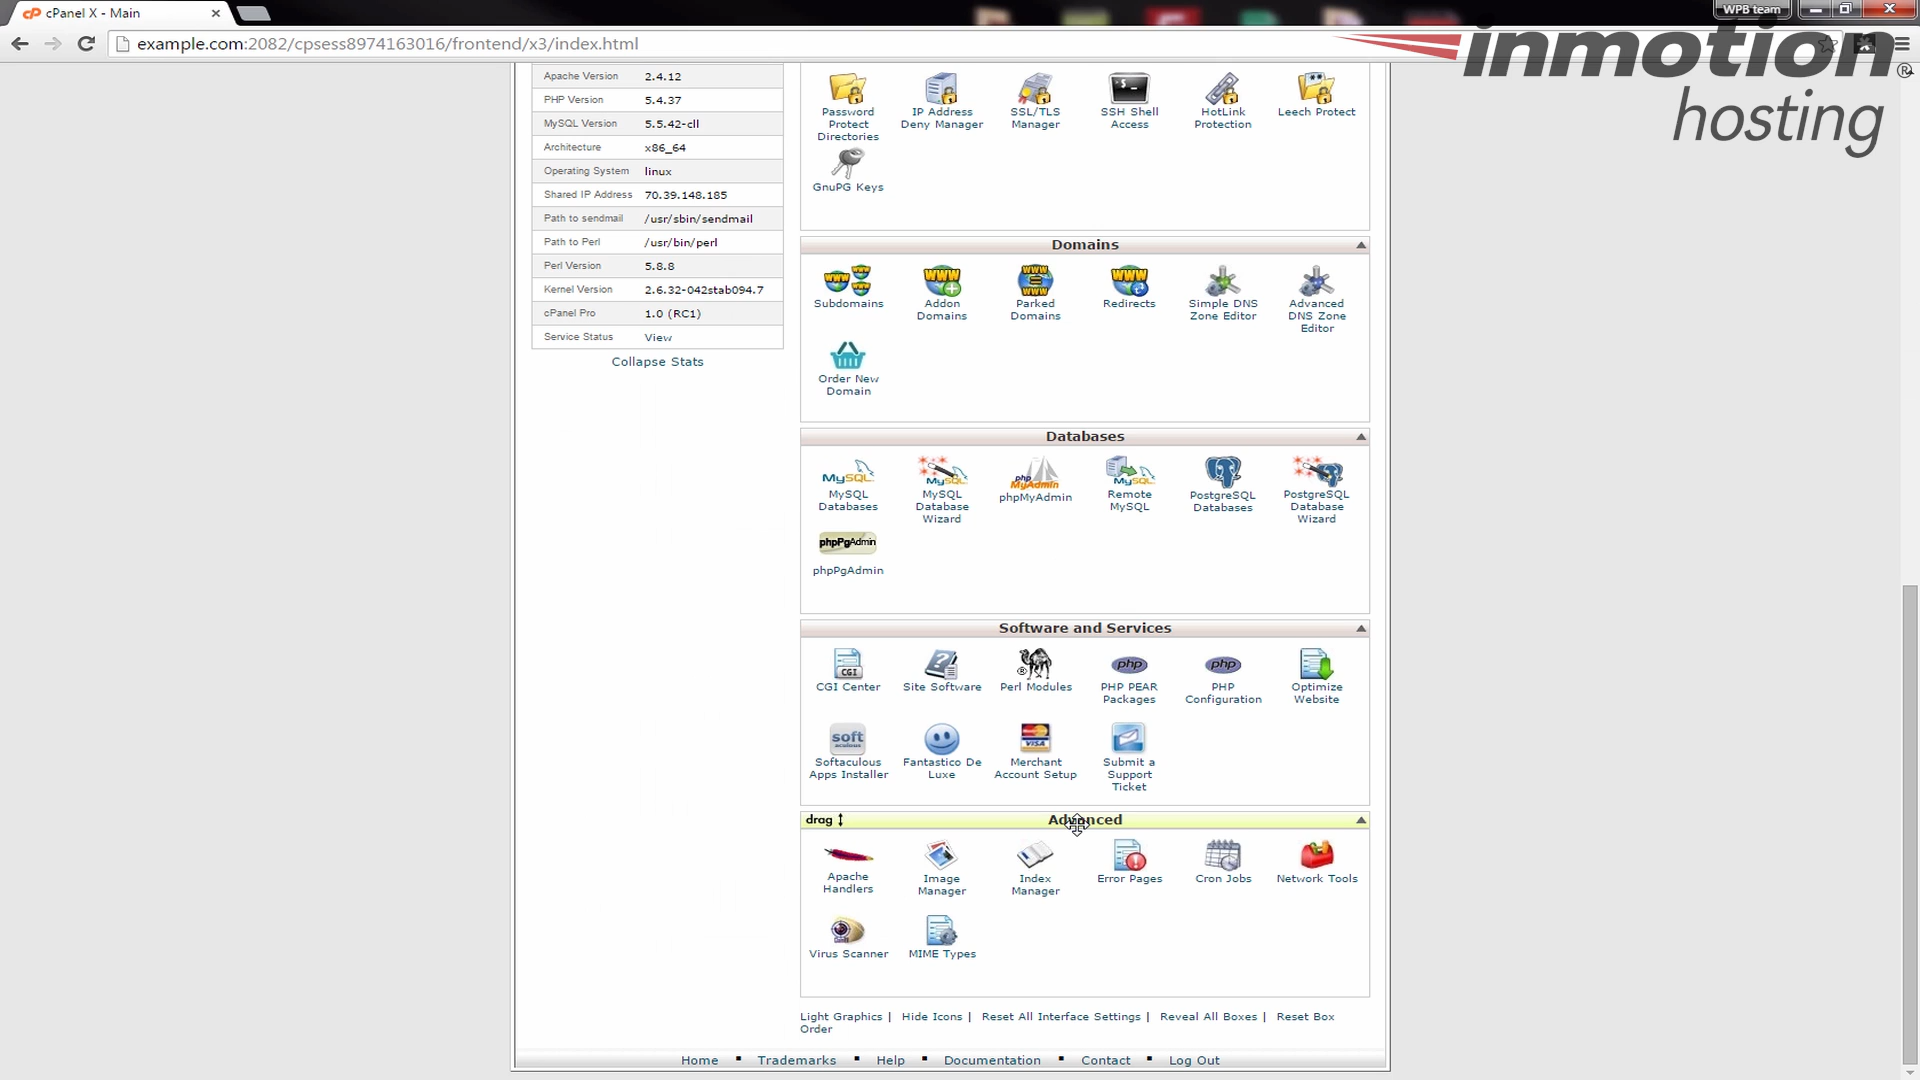 cPanel X - Main
WPB team
example.com:2082/cpsess8974163016/frontend/x3/index.html
inmotion
hosting
Apache Version 2.4.12
PHP Version 5.4.37
MySQL Version 5.5.42-cll
Architecture x86_64
Operating System linux
Shared IP Address 70.39.148.185
Path to sendmail /usr/sbin/sendmail
Path to Perl /usr/bin/perl
Perl Version 5.8.8
Kernel Version 2.6.32-042stab094.7
cPanel Pro 1.0 (RC1)
Service Status View
Collapse Stats
Password
Protect
Directories
IP Address
Deny Manager
SSL/TLS
Manager
SSH Shell
Access
HotLink
Protection
Leech Protect
GnuPG Keys
Domains
Subdomains
Addon
Domains
Parked
Domains
Redirects
Simple DNS
Zone Editor
Advanced
DNS Zone
Editor
Order New
Domain
Databases
MySQL
Databases
MySQL
Database
Wizard
phpMyAdmin
Remote
MySQL
PostgreSQL
Databases
PostgreSQL
Database
Wizard
phpPgAdmin
phpPgAdmin
Software and Services
CGI
CGI Center
Site Software
Perl Modules
php
PHP PEAR
Packages
php
PHP
Configuration
Optimize
Website
soft
aculous
Softaculous
Apps Installer
Fantastico De
Luxe
VISA
Merchant
Account Setup
Submit a
Support
Ticket
drag
Advanced
Apache
Handlers
Image
Manager
Index
Manager
Error Pages
Cron Jobs
Network Tools
Virus Scanner
MIME Types
Light Graphics | Hide Icons | Reset All Interface Settings | Reveal All Boxes | Reset Box
Order
Home ▪ Trademarks ▪ Help ▪ Documentation ▪ Contact ▪ Log Out